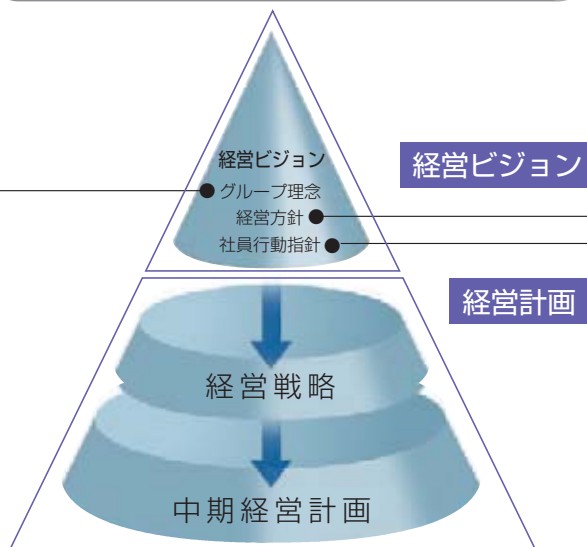 経営ビジョン
経営ビジョン
グループ理念
経営方針
社員行動指針
経営計画
経営戦略
中期経営計画